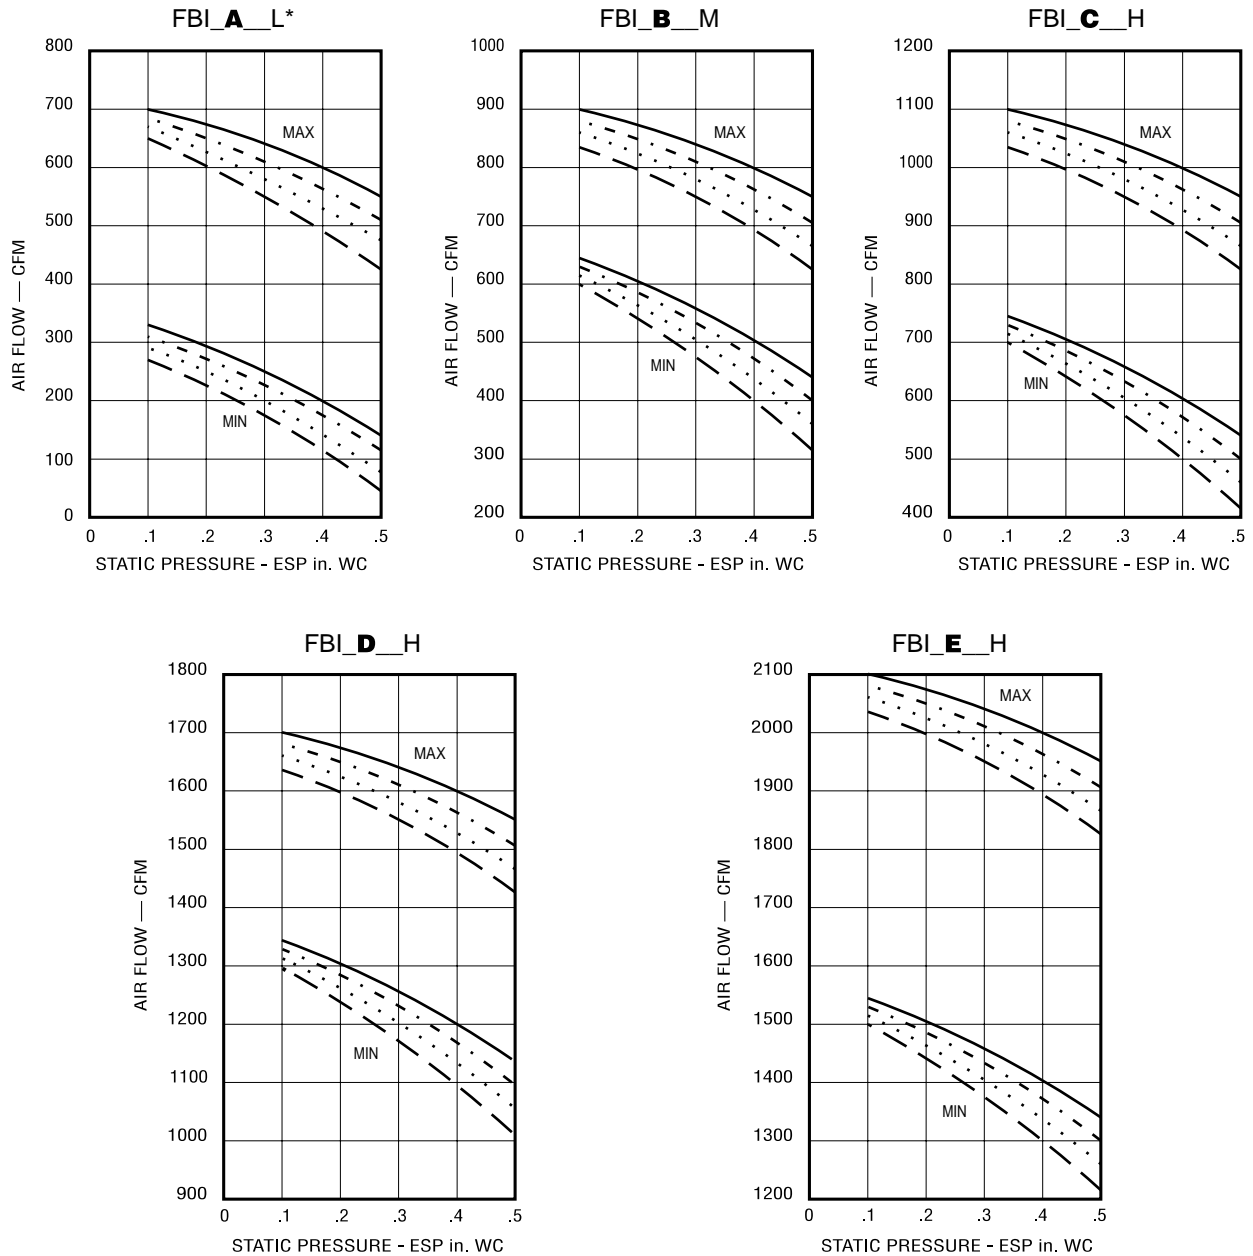 FBI_A__L*
800
700
600
500
400
300
200
100
0
AIR FLOW — CFM
MAX
MIN
0 .1 .2 .3 .4 .5
STATIC PRESSURE - ESP in. WC
FBI_B__M
1000
900
800
700
600
500
400
300
200
AIR FLOW — CFM
MAX
MIN
0 .1 .2 .3 .4 .5
STATIC PRESSURE - ESP in. WC
FBI_C__H
1200
1100
1000
900
800
700
600
500
400
AIR FLOW — CFM
MAX
MIN
0 .1 .2 .3 .4 .5
STATIC PRESSURE - ESP in. WC
FBI_D__H
1800
1700
1600
1500
1400
1300
1200
1100
1000
900
AIR FLOW — CFM
MAX
MIN
0 .1 .2 .3 .4 .5
STATIC PRESSURE - ESP in. WC
FBI_E__H
2100
2000
1900
1800
1700
1600
1500
1400
1300
1200
AIR FLOW — CFM
MAX
MIN
0 .1 .2 .3 .4 .5
STATIC PRESSURE - ESP in. WC